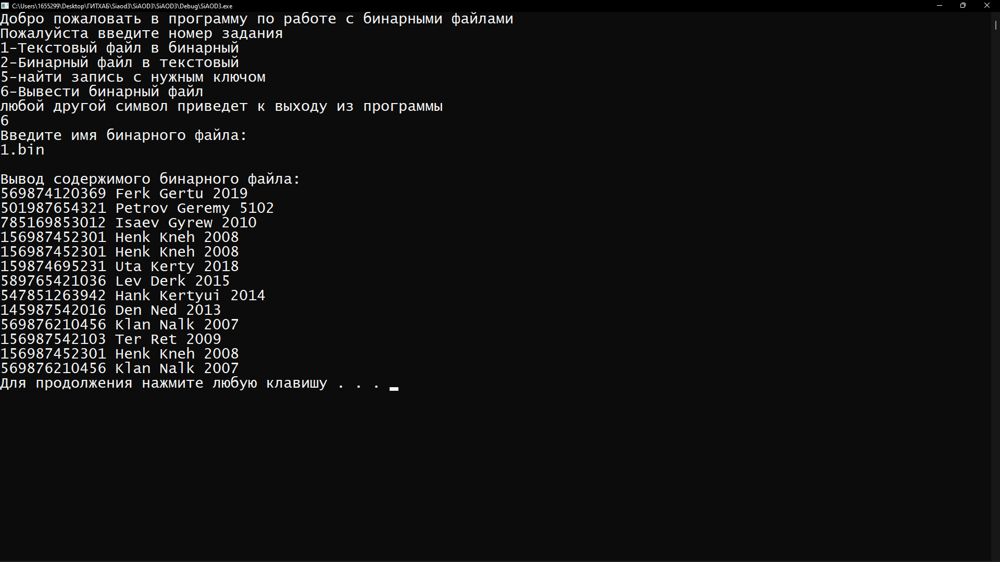 C:\Users\1655299\Desktop\ГИТХАБ\Siaod3\SiAOD3\SiAOD3\Debug\SiAOD3.exe
Добро пожаловать в программу по работе с бинарными файлами
Пожалуйста введите номер задания
1-Текстовый файл в бинарный
2-Бинарный файл в текстовый
5-найти запись с нужным ключом
6-Вывести бинарный файл
любой другой символ приведет к выходу из программы
6
Введите имя бинарного файла:
1.bin
Вывод содержимого бинарного файла:
569874120369 Ferk Gertu 2019
501987654321 Petrov Geremy 5102
785169853012 Isaev Gyrew 2010
156987452301 Henk Kneh 2008
156987452301 Henk Kneh 2008
159874695231 Uta Kerty 2018
589765421036 Lev Derk 2015
547851263942 Hank Kertyui 2014
145987542016 Den Ned 2013
569876210456 Klan Nalk 2007
156987542103 Ter Ret 2009
156987452301 Henk Kneh 2008
569876210456 Klan Nalk 2007
Для продолжения нажмите любую клавишу . . .